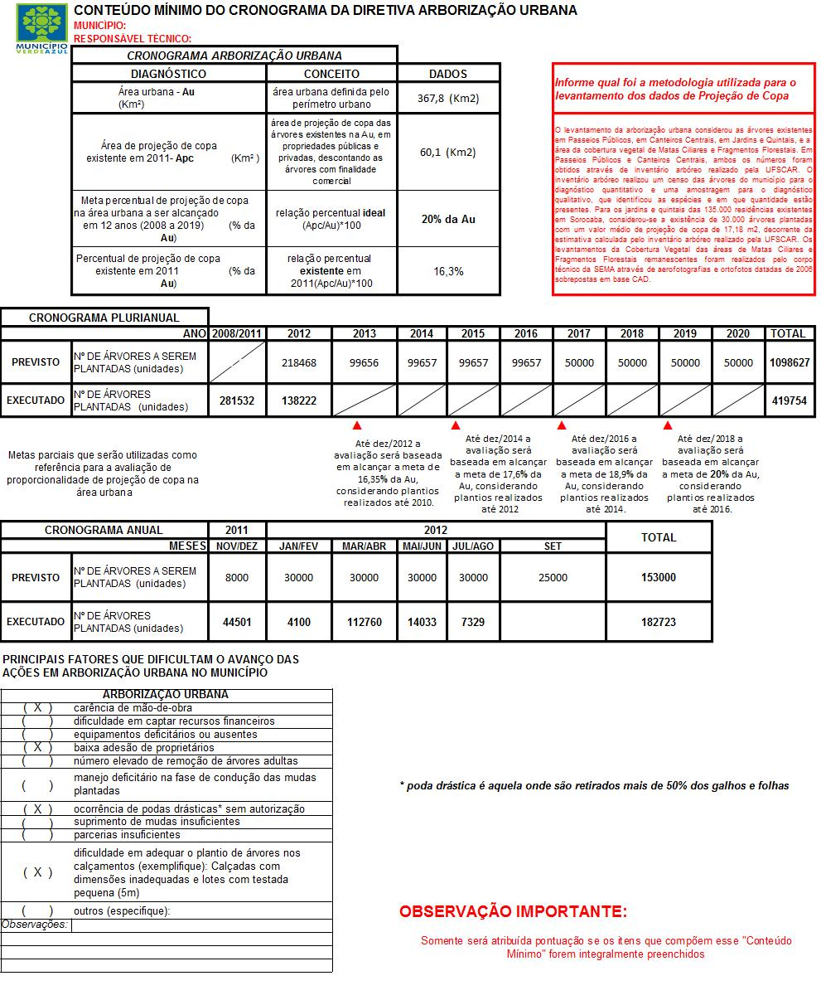 CONTEÚDO MÍNIMO DO CRONOGRAMA DA DIRETIVA ARBORIZAÇÃO URBANA
MUNICÍPIO:
RESPONSÁVEL TÉCNICO:
MUNICÍPIO
VERDEAZUL
CRONOGRAMA ARBORIZAÇÃO URBANA
DIAGNÓSTICO CONCEITO DADOS
Área urbana - Au
(Km²)
área urbana definida pelo
perímetro urbano
367,8 (Km2)
Área de projeção de copa
existente em 2011- Apc (Km² )
área de projeção de copa das
árvores existentes na Au, em
propriedades públicas e
privadas, descontando as
árvores com finalidade
comercial
60,1 (Km2)
Meta percentual de projeção de copa
na área urbana a ser alcançado
em 12 anos (2008 a 2019) (% da
Au)
relação percentual ideal
(Apc/Au)*100
20% da Au
Percentual de projeção de copa
existente em 2011 (% da
Au)
relação percentual
existente em
2011(Apc/Au)*100
16,3%
Informe qual foi a metodologia utilizada para o
levantamento dos dados de Projeção de Copa
O levantamento da arborização urbana considerou as árvores existentes
em Passeios Públicos, em Canteiros Centrais, em Jardins e Quintais, e a
área da cobertura vegetal de Matas Ciliares e Fragmentos Florestais. Em
Passeios Públicos e Canteiros Centrais, ambos os números foram
obtidos através de inventário arbóreo realizado pela UFSCAR. O
inventário arbóreo realizou um censo das árvores do município para o
diagnóstico quantitativo e uma amostragem para o diagnóstico
qualitativo, que identificou as espécies e em que quantidade estão
presentes. Para os jardins e quintais das 135.000 residências existentes
em Sorocaba, considerou-se a existência de 30.000 árvores plantadas
com um valor médio de projeção de copa de 17,18 m2, decorrente da
estimativa calculada pelo inventário arbóreo realizado pela UFSCAR. Os
levantamentos da Cobertura Vegetal das áreas de Matas Ciliares e
Fragmentos Florestais remanescentes foram realizados pelo corpo
técnico da SEMA através de aerofotografias e ortofotos datadas de 2006
sobrepostas em base CAD.
CRONOGRAMA PLURIANUAL
ANO 2008/2011 2012 2013 2014 2015 2016 2017 2018 2019 2020 TOTAL
PREVISTO Nº DE ÁRVORES A SEREM
PLANTADAS (unidades)
218468 99656 99657 99657 99657 50000 50000 50000 50000 1098627
EXECUTADO Nº DE ÁRVORES
PLANTADAS (unidades)
281532 138222 419754
Metas parciais que serão utilizadas como
referência para a avaliação de
proporcionalidade de projeção de copa na
área urbana
Até dez/2012 a
avaliação será baseada
em alcançar a meta de
16,35% da Au,
considerando plantios
realizados até 2010.
Até dez/2014 a
avaliação será
baseada em alcançar
a meta de 17,6% da
Au, considerando
plantios realizados
até 2012
Até dez/2016 a
avaliação será
baseada em alcançar
a meta de 18,9% da
Au, considerando
plantios realizados
até 2014.
Até dez/2018 a
avaliação será
baseada em alcançar
a meta de 20% da Au,
considerando
plantios realizados
até 2016.
CRONOGRAMA ANUAL 2011 2012 TOTAL
MESES NOV/DEZ JAN/FEV MAR/ABR MAI/JUN JUL/AGO SET
PREVISTO Nº DE ÁRVORES A SEREM
PLANTADAS (unidades)
8000 30000 30000 30000 30000 25000 153000
EXECUTADO Nº DE ÁRVORES
PLANTADAS (unidades)
44501 4100 112760 14033 7329 182723
PRINCIPAIS FATORES QUE DIFICULTAM O AVANÇO DAS
AÇÕES EM ARBORIZAÇÃO URBANA NO MUNICÍPIO
ARBORIZAÇÃO URBANA
( X ) carência de mão-de-obra
( ) dificuldade em captar recursos financeiros
( ) equipamentos deficitários ou ausentes
( X ) baixa adesão de proprietários
( ) número elevado de remoção de árvores adultas
( ) manejo deficitário na fase de condução das mudas
plantadas
( X ) ocorrência de podas drásticas* sem autorização
( ) suprimento de mudas insuficientes
( ) parcerias insuficientes
( X ) dificuldade em adequar o plantio de árvores nos
calçamentos (exemplifique): Calçadas com
dimensões inadequadas e lotes com testada
pequena (5m)
( ) outros (especifique):
Observações:
* poda drástica é aquela onde são retirados mais de 50% dos galhos e folhas
OBSERVAÇÃO IMPORTANTE:
Somente será atribuída pontuação se os itens que compõem esse "Conteúdo
Mínimo" forem integralmente preenchidos